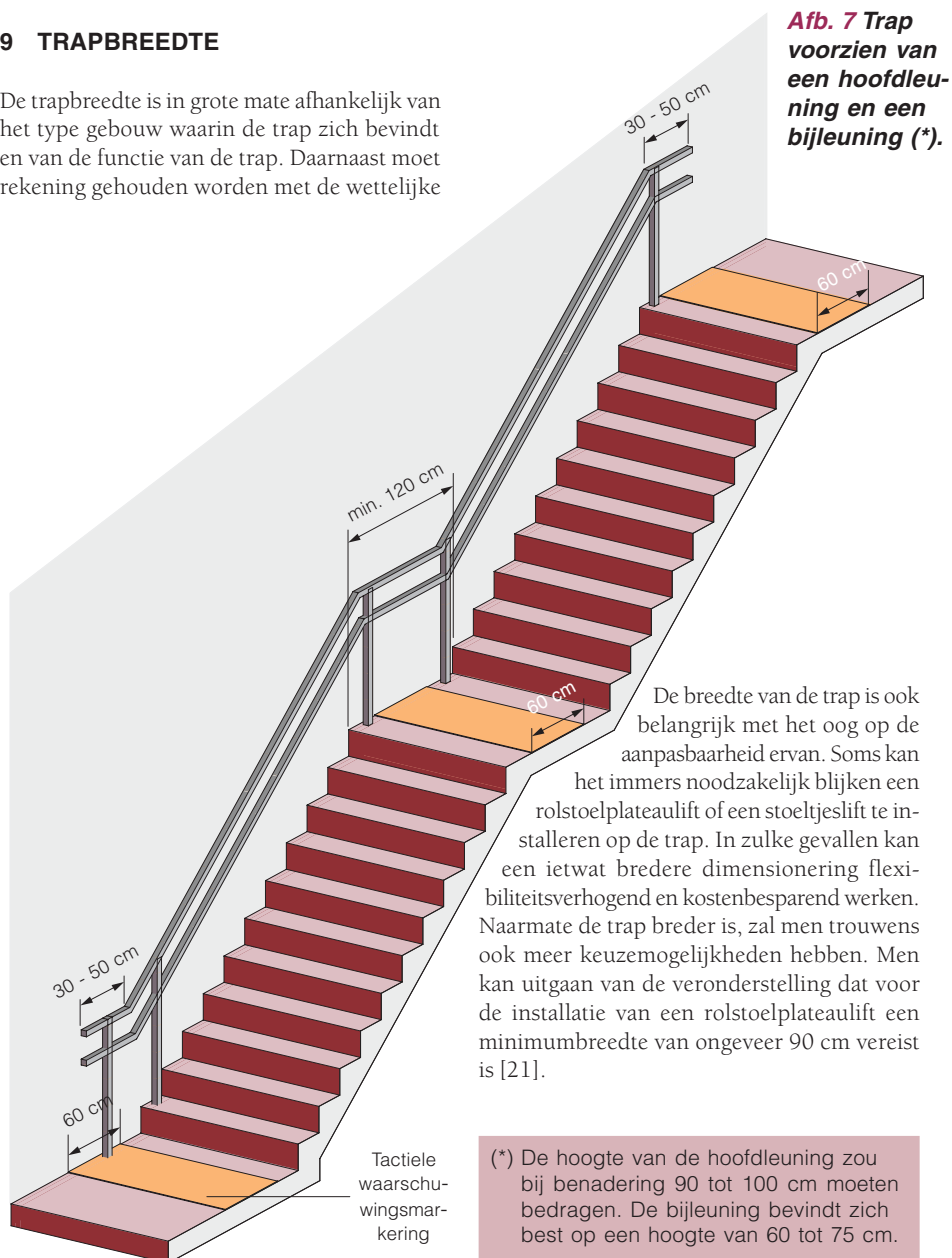 9 TRAPBREEDTE
De trapbreedte is in grote mate afhankelijk van
het type gebouw waarin de trap zich bevindt
en van de functie van de trap. Daarnaast moet
rekening gehouden worden met de wettelijke
Afb. 7 Trap
voorzien van
een hoofdleu-
ning en een
bijleuning (*).
30 - 50 cm
60 cm
min. 120 cm
60 cm
De breedte van de trap is ook
belangrijk met het oog op de
aanpasbaarheid ervan. Soms kan
het immers noodzakelijk blijken een
rolstoelplateaulift of een stoeltjeslift te in-
stalleren op de trap. In zulke gevallen kan
een ietwat bredere dimensionering flexi-
biliteitsverhogend en kostenbesparend werken.
Naarmate de trap breder is, zal men trouwens
ook meer keuzemogelijkheden hebben. Men
kan uitgaan van de veronderstelling dat voor
de installatie van een rolstoelplateaulift een
minimumbreedte van ongeveer 90 cm vereist
is [21].
30 - 50 cm
60 cm
Tactiele
waarschu-
wingsmar-
kering
(*) De hoogte van de hoofdleuning zou
bij benadering 90 tot 100 cm moeten
bedragen. De bijleuning bevindt zich
best op een hoogte van 60 tot 75 cm.